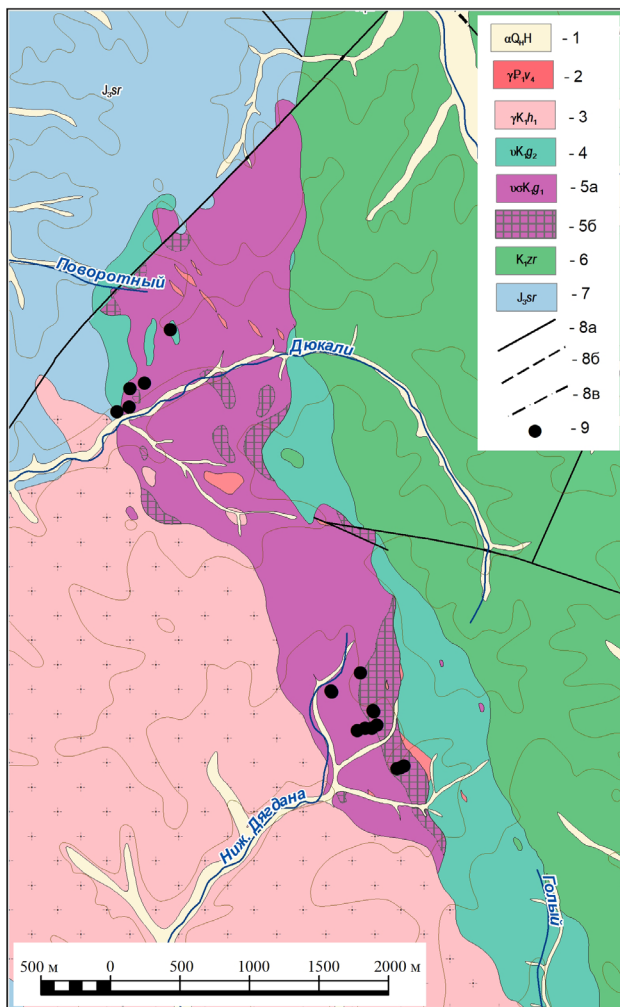 αQ_HH - 1
γP₁v₄ - 2
γK₁h₁ - 3
υK₁g₂ - 4
υσK₁g₁ - 5а
- 5б
K₁zr - 6
J₃sr - 7
- 8а
- 8б
- 8в
- 9
J₃sr
Поворотный
Дюкали
Ниж. Дягдана
Голый
500 м 0 500 1000 1500 2000 м